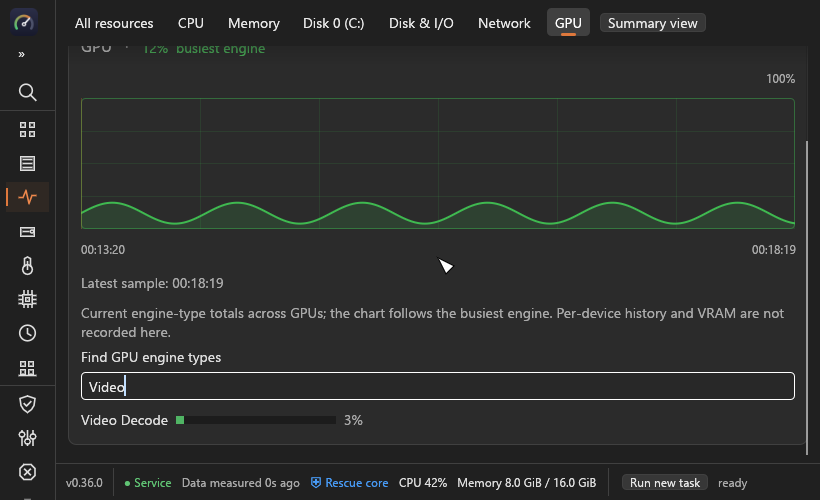 All resources CPU Memory Disk 0 (C:) Disk & I/O Network GPU Summary view
»
GPU · 12% busiest engine
100%
00:13:20 00:18:19
Latest sample: 00:18:19
Current engine-type totals across GPUs; the chart follows the busiest engine. Per-device history and VRAM are not
recorded here.
Find GPU engine types
Video
Video Decode 3%
v0.36.0 Service Data measured 0s ago Rescue core CPU 42% Memory 8.0 GiB / 16.0 GiB Run new task ready